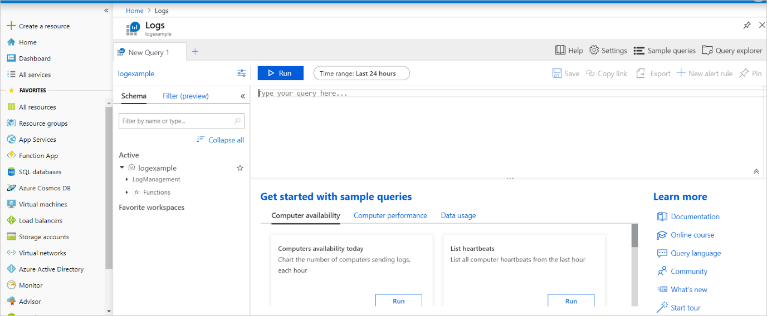 Home > Logs
Create a resource
Home
Dashboard
All services
FAVORITES
All resources
Resource groups
App Services
Function App
SQL databases
Azure Cosmos DB
Virtual machines
Load balancers
Storage accounts
Virtual networks
Azure Active Directory
Monitor
Advisor
Logs
logexample
New Query 1
Help
Settings
Sample queries
Query explorer
logexample
Run
Time range: Last 24 hours
Save
Copy link
Export
New alert rule
Pin
Schema
Filter (preview)
Filter by name or type...
Collapse all
Active
logexample
LogManagement
fx Functions
Favorite workspaces
Type your query here...
Get started with sample queries
Computer availability
Computer performance
Data usage
Computers availability today
Chart the number of computers sending logs,
each hour
Run
List heartbeats
List all computer heartbeats from the last hour
Run
Learn more
Documentation
Online course
Query language
Community
What's new
Start tour